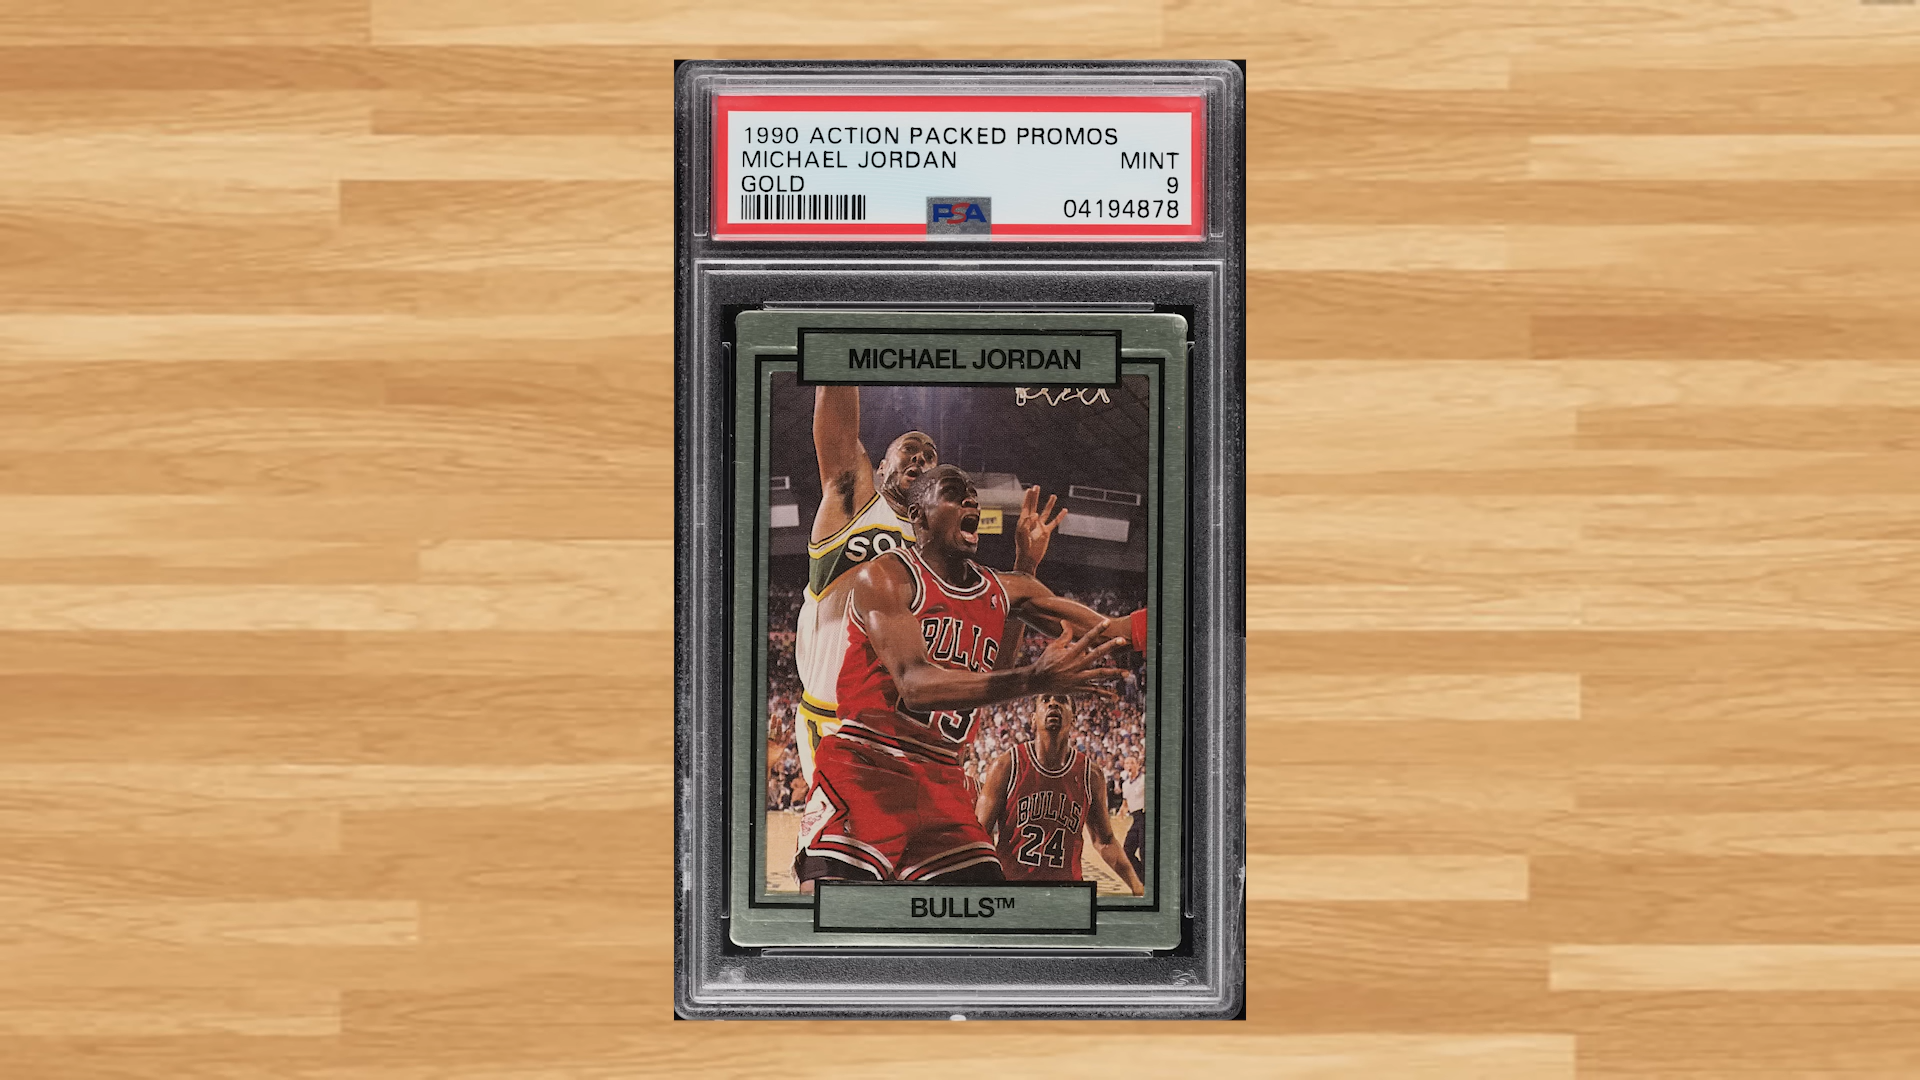 1990 ACTION PACKED PROMOS
MICHAEL JORDAN MINT
GOLD 9
PSA 04194878
MICHAEL JORDAN
SO
BULLS
BULLS
24
BULLS™